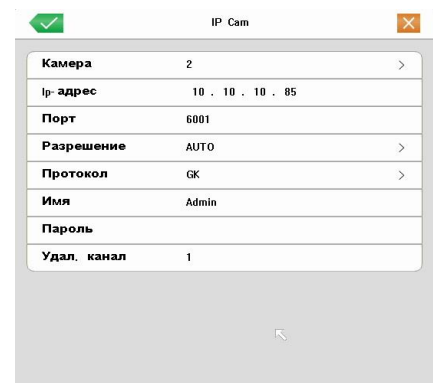 IP Cam
Камера 2 >
Ip-адрес 10 . 10 . 10 . 85
Порт 6001
Разрешение AUTO >
Протокол GK >
Имя Admin
Пароль
Удал. канал 1